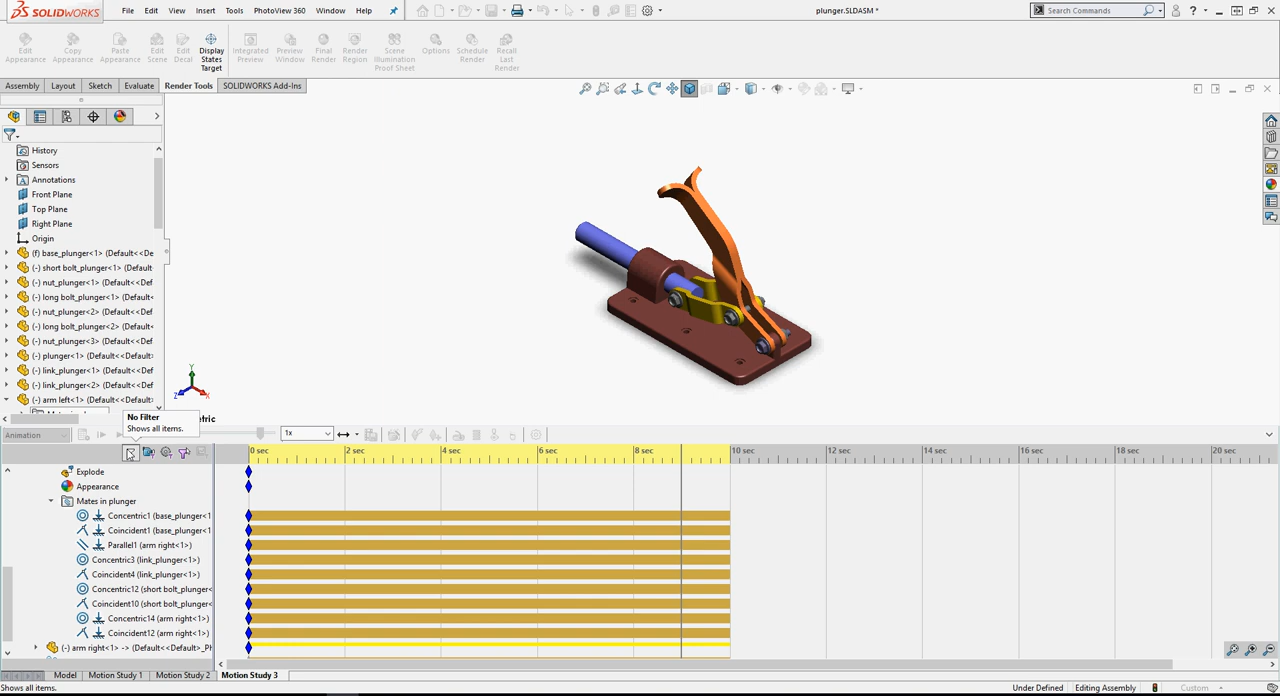 SOLIDWORKS File Edit View Insert Tools PhotoView 360 Window Help plunger.SLDASM * Search Commands
Edit Appearance
Copy Appearance
Paste Appearance
Edit Scene
Edit Decal
Display States Target
Integrated Preview
Preview Window
Final Render
Render Region
Scene Illumination Proof Sheet
Options
Schedule Render
Recall Last Render
Assembly Layout Sketch Evaluate Render Tools SOLIDWORKS Add-Ins
History
Sensors
Annotations
Front Plane
Top Plane
Right Plane
Origin
(f) base_plunger<1> (Default<<De
(-) short bolt_plunger<1> (Default
(-) nut_plunger<1> (Default<<Def
(-) long bolt_plunger<1> (Default
(-) nut_plunger<2> (Default<<Def
(-) long bolt_plunger<2> (Default
(-) nut_plunger<3> (Default<<Def
(-) plunger<1> (Default<<Default>
(-) link_plunger<1> (Default<<Def
(-) link_plunger<2> (Default<<Def
(-) arm left<1> (Default<<Default>
Y
Z
X
No Filter
Shows all items.
etric
Animation 1x
0 sec 2 sec 4 sec 6 sec 8 sec 10 sec 12 sec 14 sec 16 sec 18 sec 20 sec
Explode
Appearance
Mates in plunger
Concentric1 (base_plunger<1
Coincident1 (base_plunger<1
Parallel1 (arm right<1>)
Concentric3 (link_plunger<1>)
Coincident4 (link_plunger<1>)
Concentric12 (short bolt_plunger<
Coincident10 (short bolt_plunger<
Concentric14 (arm right<1>)
Coincident12 (arm right<1>)
(-) arm right<1> -> (Default<<Default>_P
Model Motion Study 1 Motion Study 2 Motion Study 3
Shows all items. Under Defined Editing Assembly Custom